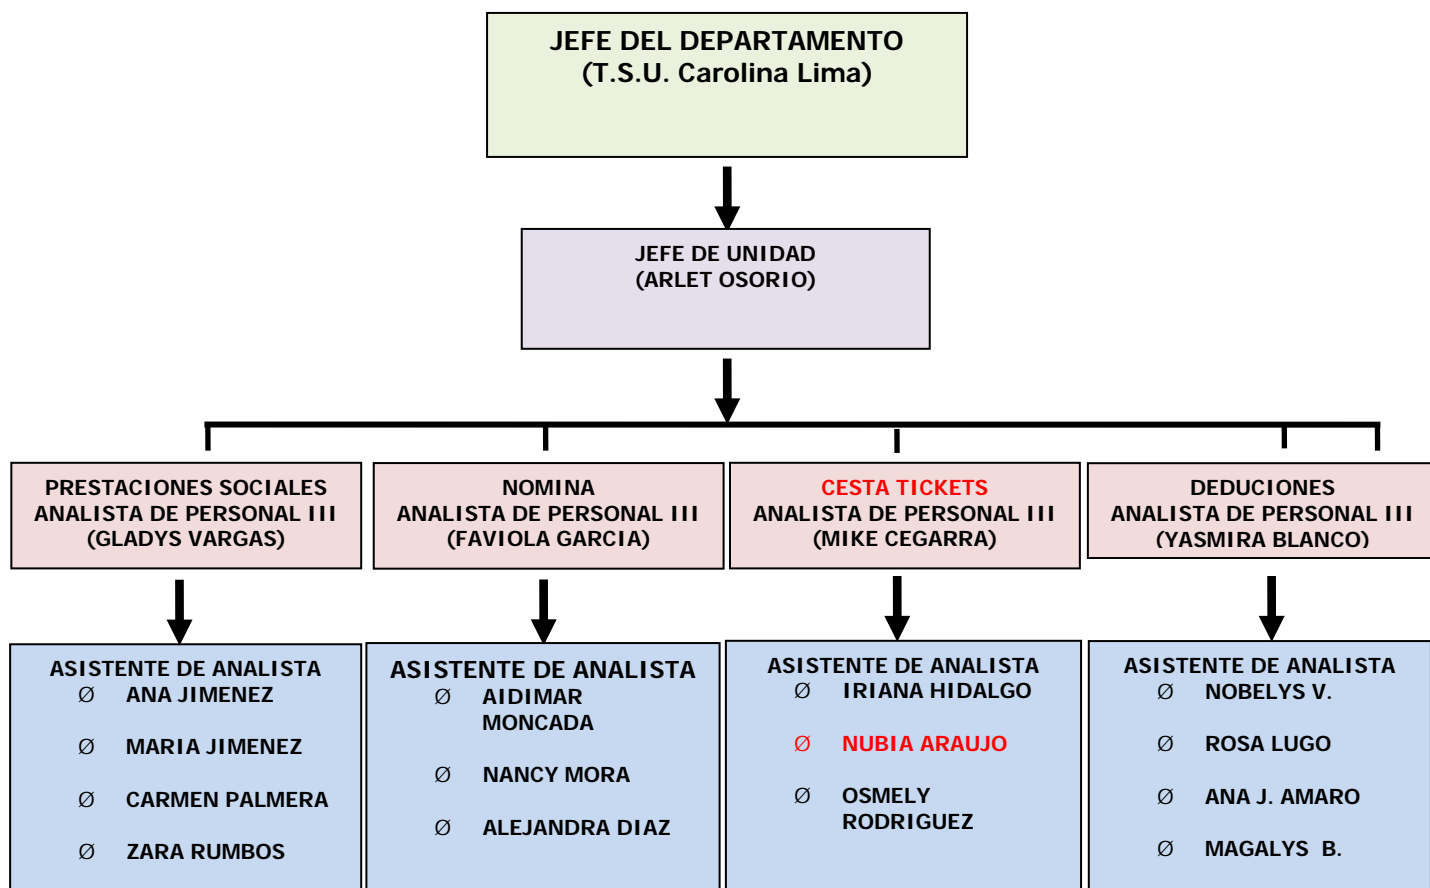 JEFE DEL DEPARTAMENTO
(T.S.U. Carolina Lima)
JEFE DE UNIDAD
(ARLET OSORIO)
PRESTACIONES SOCIALES
ANALISTA DE PERSONAL III
(GLADYS VARGAS)
NOMINA
ANALISTA DE PERSONAL III
(FAVIOLA GARCIA)
CESTA TICKETS
ANALISTA DE PERSONAL III
(MIKE CEGARRA)
DEDUCIONES
ANALISTA DE PERSONAL III
(YASMIRA BLANCO)
ASISTENTE DE ANALISTA
Ø ANA JIMENEZ
Ø MARIA JIMENEZ
Ø CARMEN PALMERA
Ø ZARA RUMBOS
ASISTENTE DE ANALISTA
Ø AIDIMAR
MONCADA
Ø NANCY MORA
Ø ALEJANDRA DIAZ
ASISTENTE DE ANALISTA
Ø IRIANA HIDALGO
Ø NUBIA ARAUJO
Ø OSMELY
RODRIGUEZ
ASISTENTE DE ANALISTA
Ø NOBELYS V.
Ø ROSA LUGO
Ø ANA J. AMARO
Ø MAGALYS B.